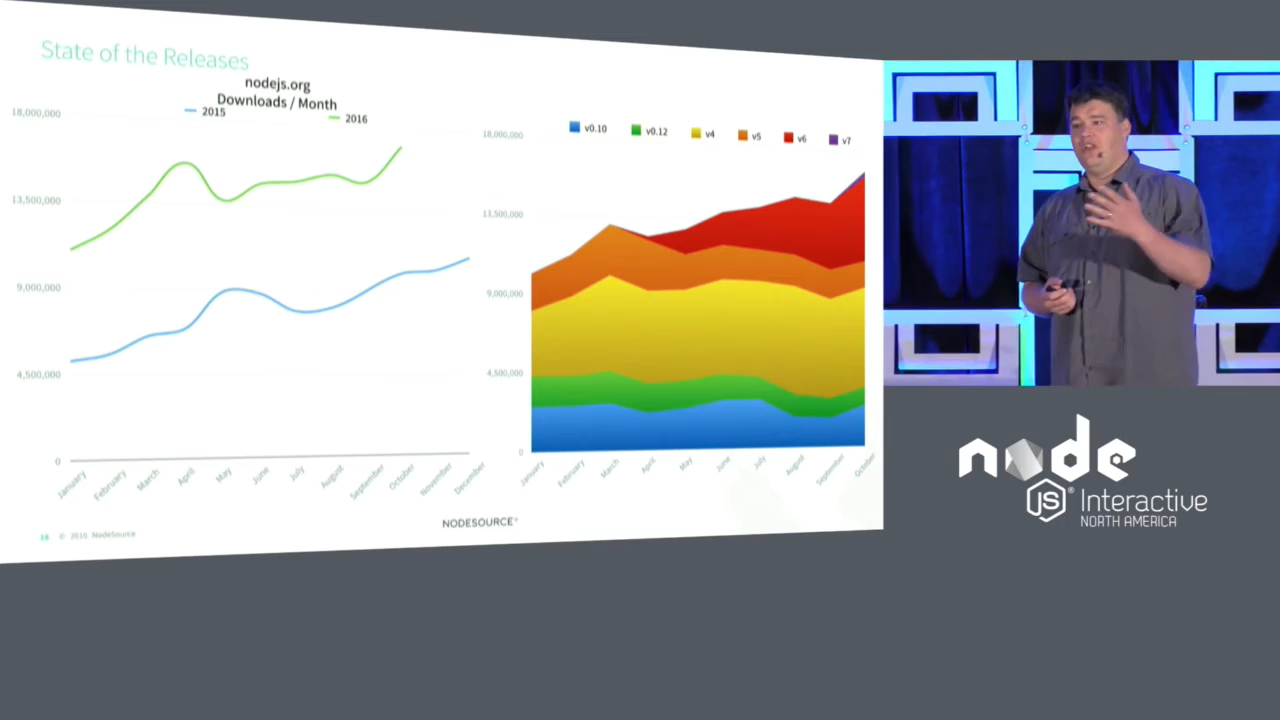 State of the Releases
nodejs.org
Downloads / Month
2015
2016
18,000,000
13,500,000
9,000,000
4,500,000
0
January
February
March
April
May
June
July
August
September
October
November
December
v0.10
v0.12
v4
v5
v6
v7
18,000,000
13,500,000
9,000,000
4,500,000
0
January
February
March
April
May
June
July
August
September
October
18 © 2016 NodeSource
NODESOURCE®
node
JS® Interactive
NORTH AMERICA